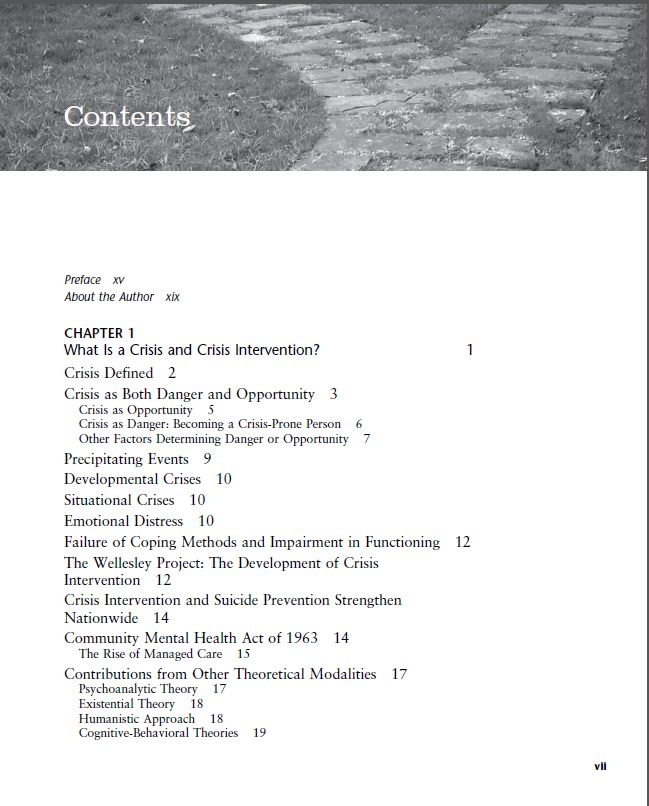 Contents
Preface xv
About the Author xix
CHAPTER 1
What Is a Crisis and Crisis Intervention? 1
Crisis Defined 2
Crisis as Both Danger and Opportunity 3
Crisis as Opportunity 5
Crisis as Danger: Becoming a Crisis-Prone Person 6
Other Factors Determining Danger or Opportunity 7
Precipitating Events 9
Developmental Crises 10
Situational Crises 10
Emotional Distress 10
Failure of Coping Methods and Impairment in Functioning 12
The Wellesley Project: The Development of Crisis
Intervention 12
Crisis Intervention and Suicide Prevention Strengthen
Nationwide 14
Community Mental Health Act of 1963 14
The Rise of Managed Care 15
Contributions from Other Theoretical Modalities 17
Psychoanalytic Theory 17
Existential Theory 18
Humanistic Approach 18
Cognitive-Behavioral Theories 19
vii